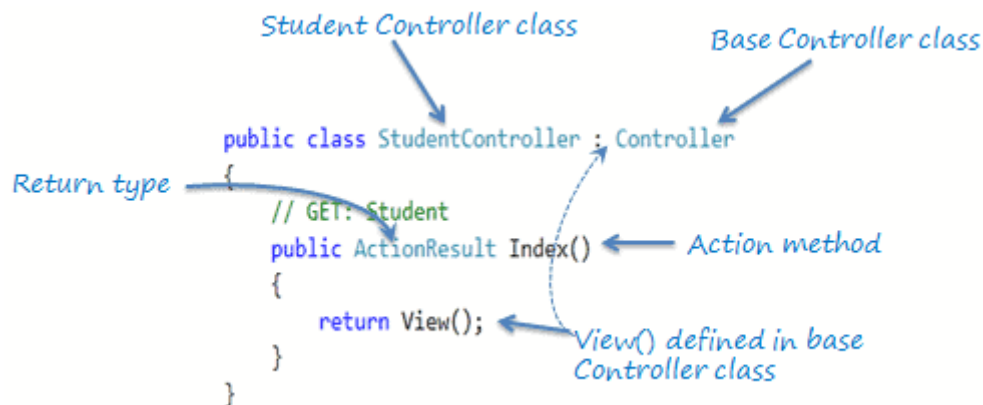 Student Controller class
Base Controller class
public class StudentController : Controller
{
Return type
// GET: Student
public ActionResult Index()
Action method
{
return View();
View() defined in base
Controller class
}
}